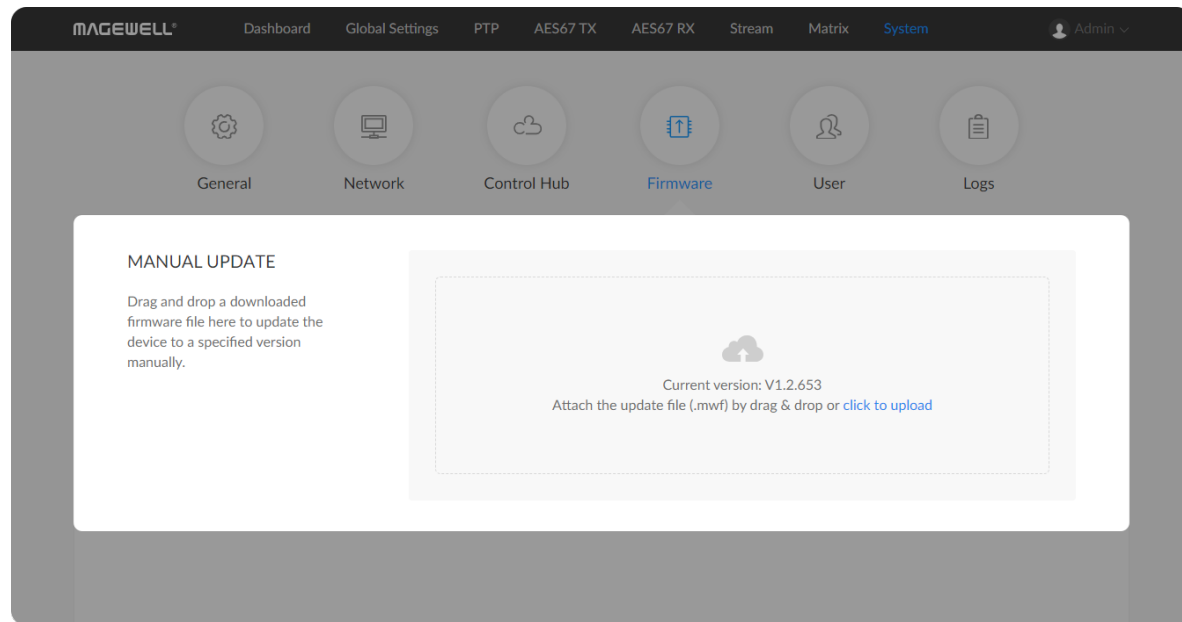 MAGEWELL®
Dashboard
Global Settings
PTP
AES67 TX
AES67 RX
Stream
Matrix
System
Admin
General
Network
Control Hub
Firmware
User
Logs
MANUAL UPDATE
Drag and drop a downloaded
firmware file here to update the
device to a specified version
manually.
Current version: V1.2.653
Attach the update file (.mwf) by drag & drop or click to upload